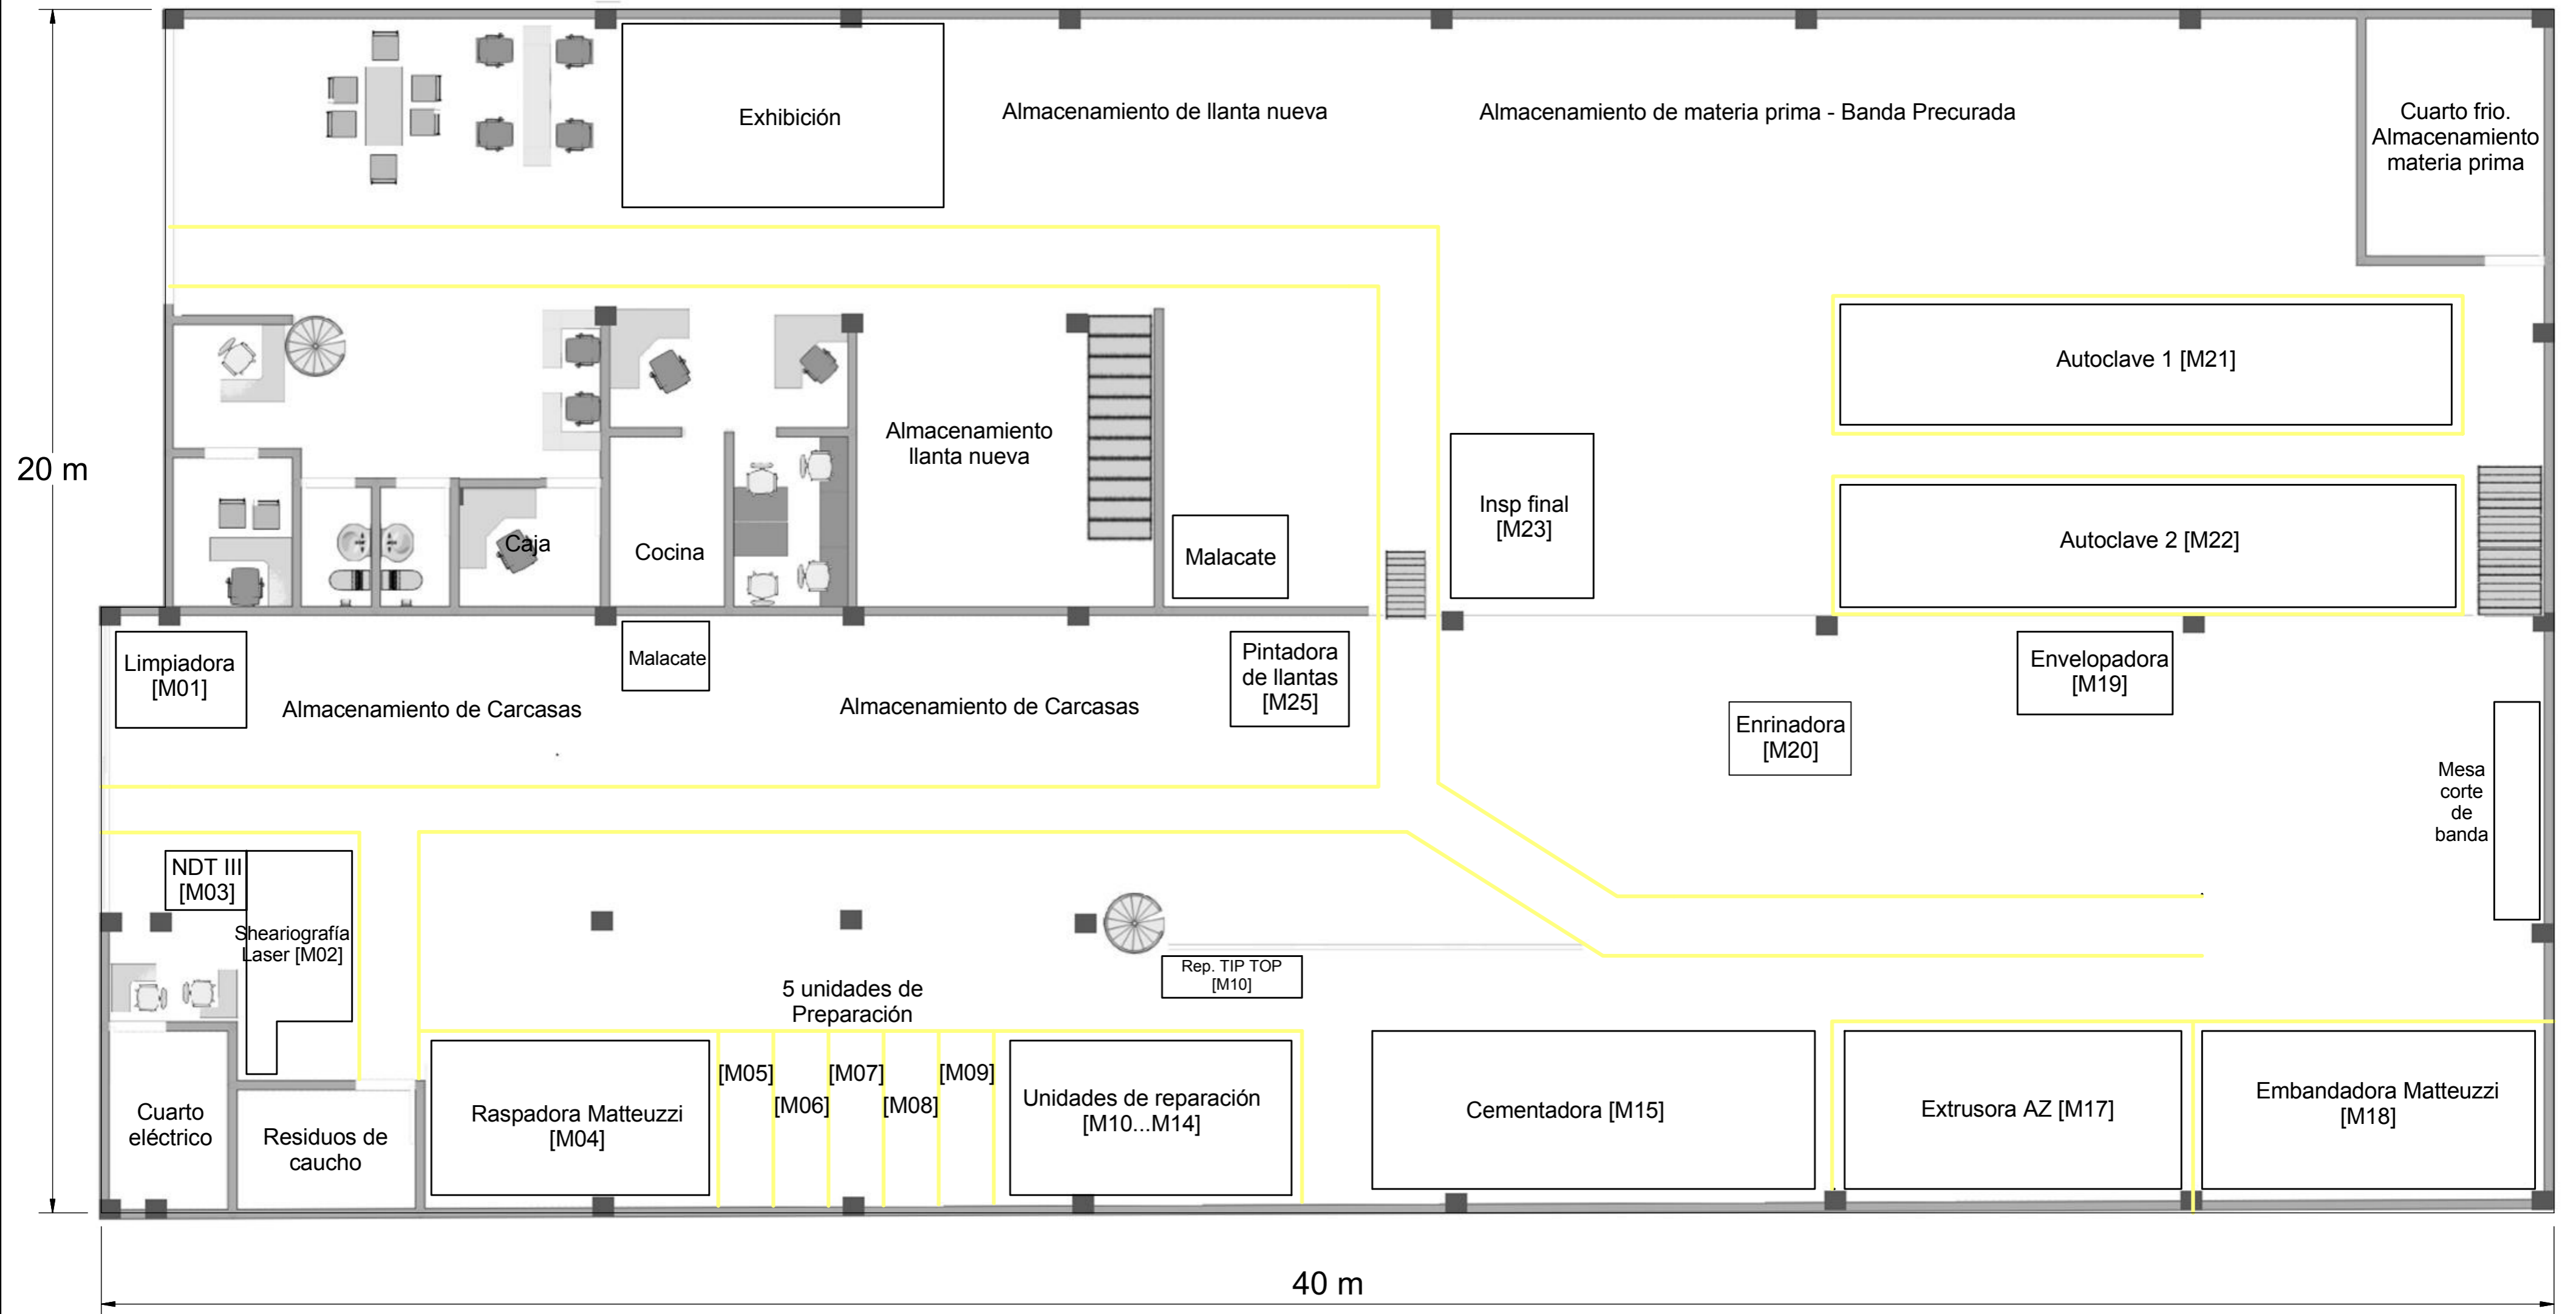 Exhibición
Almacenamiento de llanta nueva
Almacenamiento de materia prima - Banda Precurada
Cuarto frio.
Almacenamiento
materia prima
Autoclave 1 [M21]
20 m
Almacenamiento
llanta nueva
Insp final
[M23]
Autoclave 2 [M22]
Caja
Cocina
Malacate
Limpiadora
[M01]
Almacenamiento de Carcasas
Malacate
Almacenamiento de Carcasas
Pintadora
de llantas
[M25]
Envelopadora
[M19]
Enrinadora
[M20]
Mesa
corte
de
banda
NDT III
[M03]
Sheariografía
Laser [M02]
Rep. TIP TOP
[M10]
5 unidades de
Preparación
Cuarto
eléctrico
Residuos de
caucho
Raspadora Matteuzzi
[M04]
[M05]
[M06]
[M07]
[M08]
[M09]
Unidades de reparación
[M10...M14]
Cementadora [M15]
Extrusora AZ [M17]
Embandadora Matteuzzi
[M18]
40 m